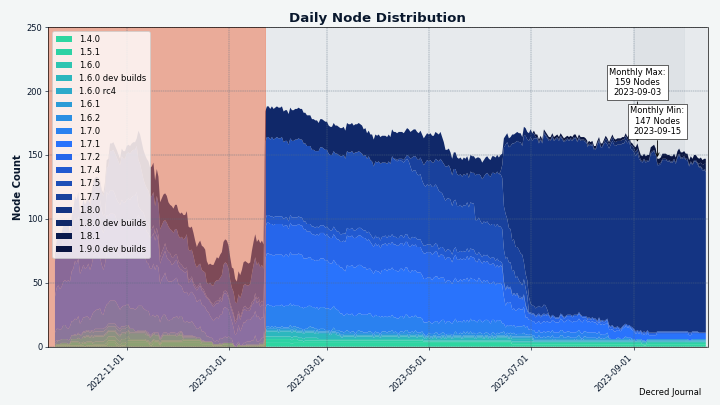 Daily Node Distribution
Node Count
250
200
150
100
50
0
1.4.0
1.5.1
1.6.0
1.6.0 dev builds
1.6.0 rc4
1.6.1
1.6.2
1.7.0
1.7.1
1.7.2
1.7.4
1.7.5
1.7.7
1.8.0
1.8.0 dev builds
1.8.1
1.9.0 dev builds
Monthly Max:
159 Nodes
2023-09-03
Monthly Min:
147 Nodes
2023-09-15
2022-11-01
2023-01-01
2023-03-01
2023-05-01
2023-07-01
2023-09-01
Decred Journal